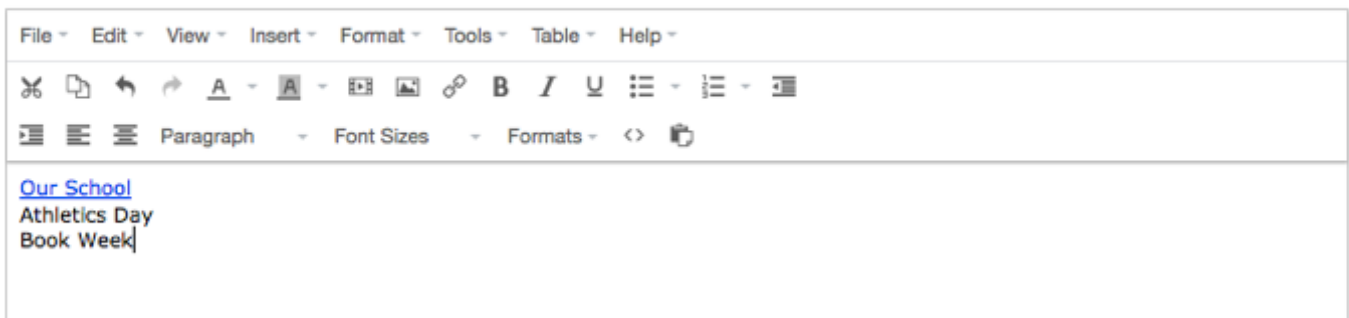 File Edit View Insert Format Tools Table Help
A A B I U
Paragraph Font Sizes Formats <>
Our School
Athletics Day
Book Week